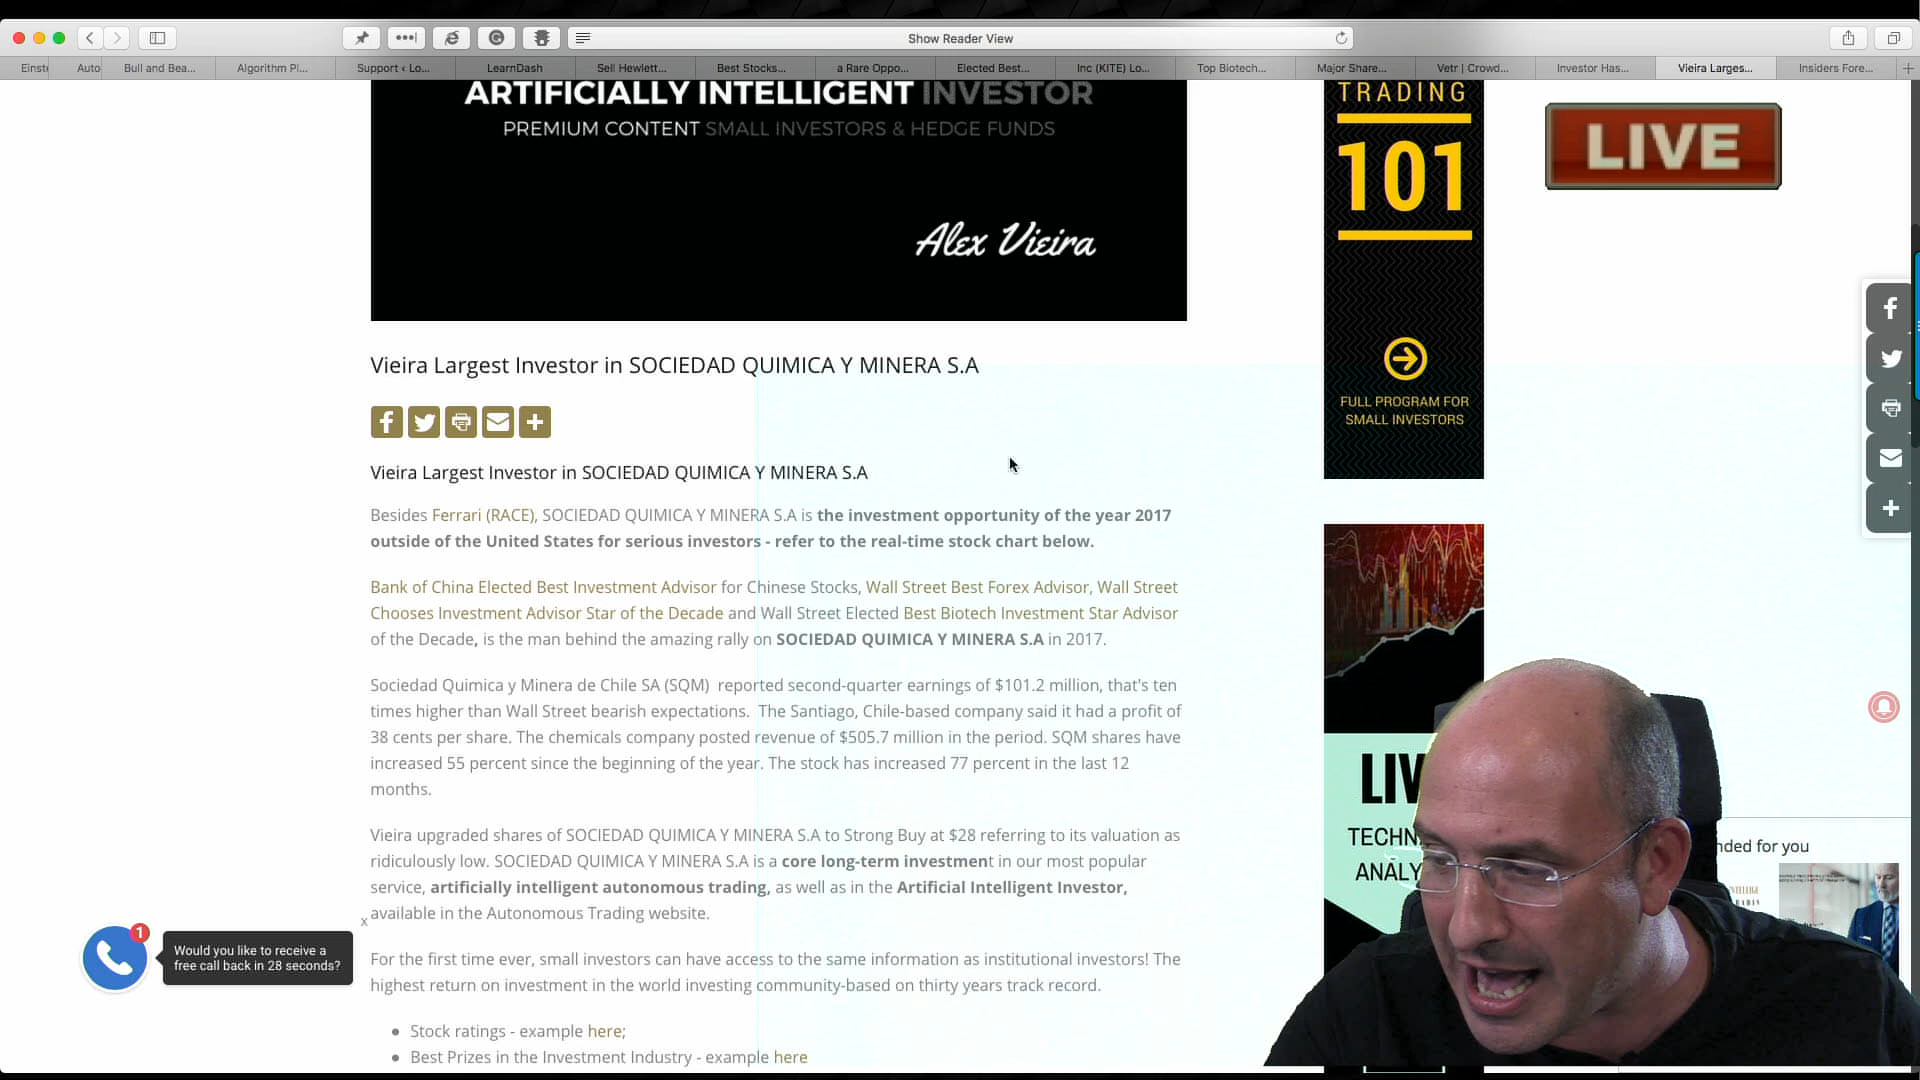 Show Reader View
Einste
Auto
Bull and Bea...
Algorithm Pl...
Support ‹ Lo...
LearnDash
Sell Hewlett...
Best Stocks...
a Rare Oppo...
Elected Best...
Inc (KITE) Lo...
Top Biotech...
Major Share...
Vetr | Crowd...
Investor Has...
Vieira Larges...
Insiders Fore...
ARTIFICIALLY INTELLIGENT INVESTOR
PREMIUM CONTENT SMALL INVESTORS & HEDGE FUNDS
Alex Vieira
TRADING
101
FULL PROGRAM FOR
SMALL INVESTORS
LIVE
Vieira Largest Investor in SOCIEDAD QUIMICA Y MINERA S.A
Vieira Largest Investor in SOCIEDAD QUIMICA Y MINERA S.A
Besides Ferrari (RACE), SOCIEDAD QUIMICA Y MINERA S.A is the investment opportunity of the year 2017
outside of the United States for serious investors - refer to the real-time stock chart below.
Bank of China Elected Best Investment Advisor for Chinese Stocks, Wall Street Best Forex Advisor, Wall Street
Chooses Investment Advisor Star of the Decade and Wall Street Elected Best Biotech Investment Star Advisor
of the Decade, is the man behind the amazing rally on SOCIEDAD QUIMICA Y MINERA S.A in 2017.
Sociedad Quimica y Minera de Chile SA (SQM) reported second-quarter earnings of $101.2 million, that's ten
times higher than Wall Street bearish expectations. The Santiago, Chile-based company said it had a profit of
38 cents per share. The chemicals company posted revenue of $505.7 million in the period. SQM shares have
increased 55 percent since the beginning of the year. The stock has increased 77 percent in the last 12
months.
Vieira upgraded shares of SOCIEDAD QUIMICA Y MINERA S.A to Strong Buy at $28 referring to its valuation as
ridiculously low. SOCIEDAD QUIMICA Y MINERA S.A is a core long-term investment in our most popular
service, artificially intelligent autonomous trading, as well as in the Artificial Intelligent Investor,
available in the Autonomous Trading website.
For the first time ever, small investors can have access to the same information as institutional investors! The
highest return on investment in the world investing community-based on thirty years track record.
• Stock ratings - example here;
• Best Prizes in the Investment Industry - example here
x
1
Would you like to receive a
free call back in 28 seconds?
LIV
TECHN
ANALY
nded for you